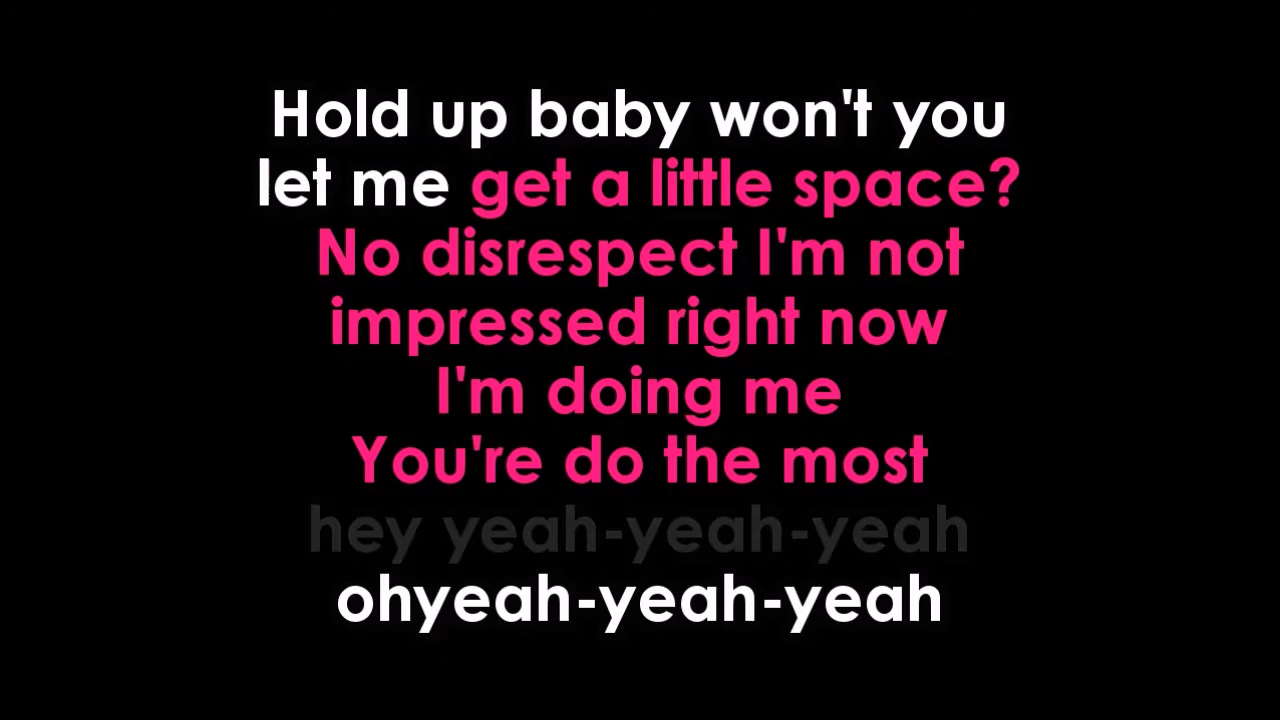 Hold up baby won't you
let me get a little space?
No disrespect I'm not
impressed right now
I'm doing me
You're do the most
hey yeah-yeah-yeah
ohyeah-yeah-yeah